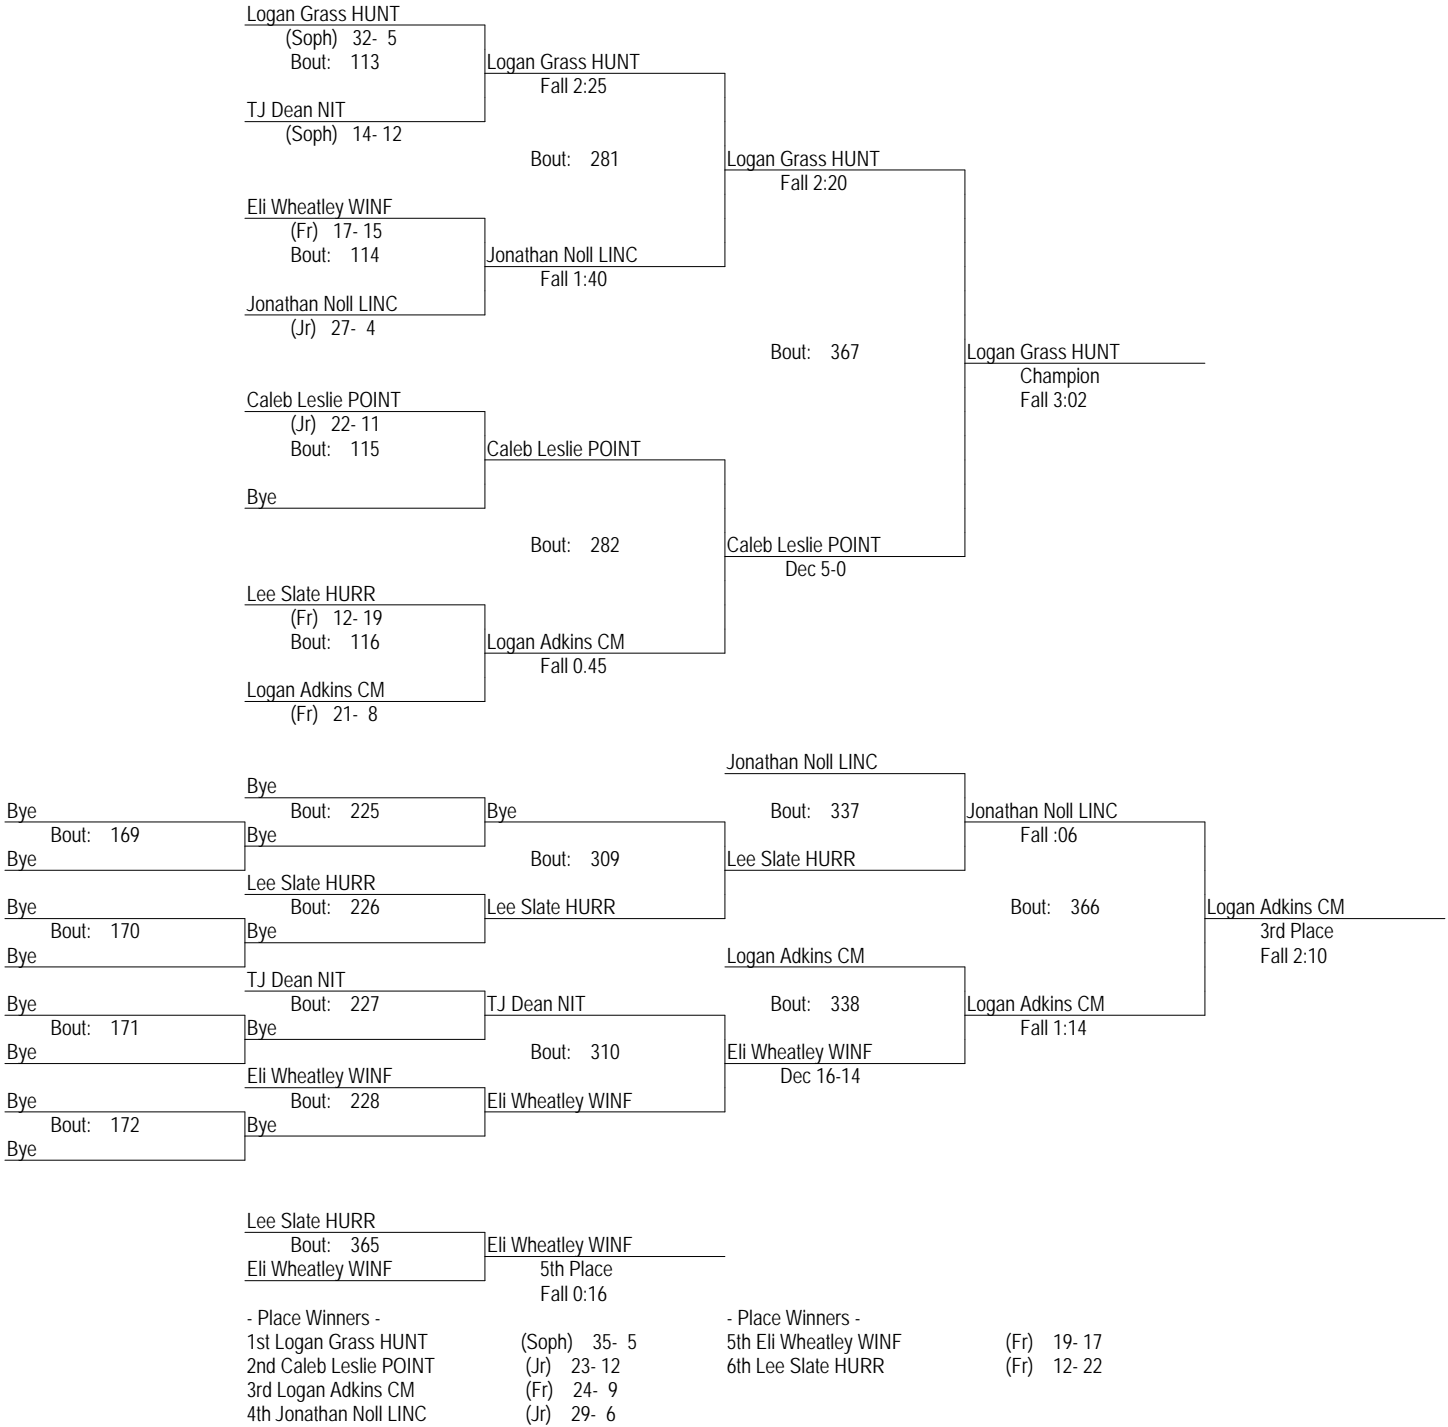 Logan Grass HUNT
(Soph) 32- 5
Bout: 113
Logan Grass HUNT
Fall 2:25
TJ Dean NIT
(Soph) 14- 12
Bout: 281
Logan Grass HUNT
Fall 2:20
Eli Wheatley WINF
(Fr) 17- 15
Bout: 114
Jonathan Noll LINC
Fall 1:40
Jonathan Noll LINC
(Jr) 27- 4
Bout: 367
Logan Grass HUNT
Champion
Fall 3:02
Caleb Leslie POINT
(Jr) 22- 11
Bout: 115
Caleb Leslie POINT
Bye
Bout: 282
Caleb Leslie POINT
Dec 5-0
Lee Slate HURR
(Fr) 12- 19
Bout: 116
Logan Adkins CM
Fall 0.45
Logan Adkins CM
(Fr) 21- 8
Jonathan Noll LINC
Bye
Bye
Bout: 225
Bye
Bout: 337
Jonathan Noll LINC
Bout: 169
Bye
Fall :06
Bye
Bout: 309
Lee Slate HURR
Lee Slate HURR
Bye
Bout: 226
Lee Slate HURR
Bout: 366
Logan Adkins CM
Bout: 170
Bye
3rd Place
Bye
Logan Adkins CM
Fall 2:10
TJ Dean NIT
Bye
Bout: 227
TJ Dean NIT
Bout: 338
Logan Adkins CM
Bout: 171
Bye
Fall 1:14
Bye
Bout: 310
Eli Wheatley WINF
Eli Wheatley WINF
Dec 16-14
Bye
Bout: 228
Eli Wheatley WINF
Bout: 172
Bye
Bye
Lee Slate HURR
Bout: 365
Eli Wheatley WINF
Eli Wheatley WINF
5th Place
Fall 0:16
- Place Winners -
1st Logan Grass HUNT (Soph) 35- 5
2nd Caleb Leslie POINT (Jr) 23- 12
3rd Logan Adkins CM (Fr) 24- 9
4th Jonathan Noll LINC (Jr) 29- 6
- Place Winners -
5th Eli Wheatley WINF (Fr) 19- 17
6th Lee Slate HURR (Fr) 12- 22